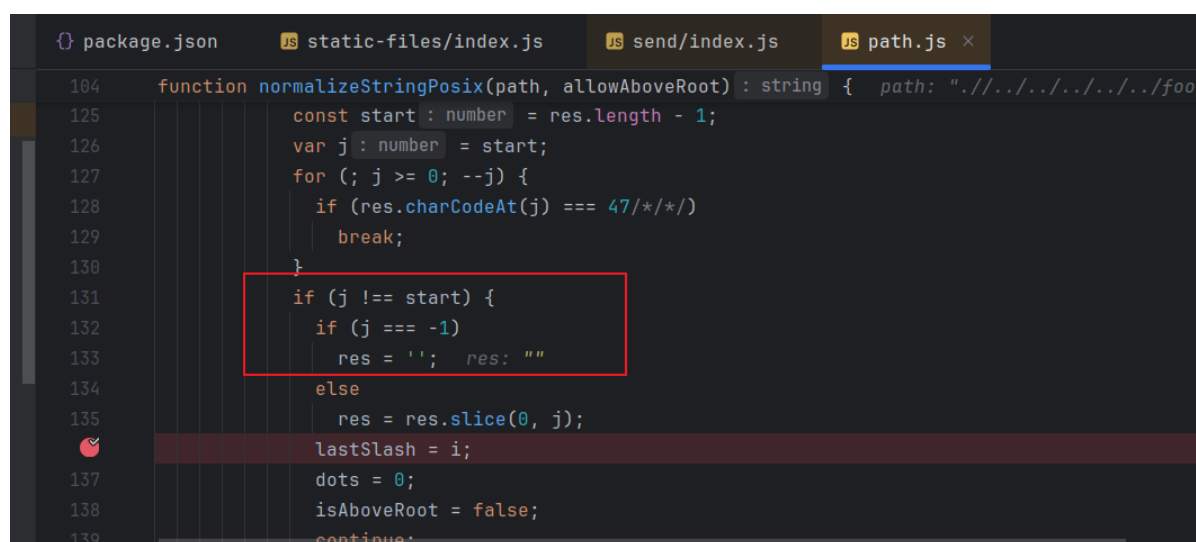 {} package.json JS static-files/index.js JS send/index.js JS path.js ×
104 function normalizeStringPosix(path, allowAboveRoot) : string { path: ".//../../../../../foo
125 const start : number = res.length - 1;
126 var j : number = start;
127 for (; j >= 0; --j) {
128 if (res.charCodeAt(j) === 47/*/*/)
129 break;
130 }
131 if (j !== start) {
132 if (j === -1)
133 res = ''; res: ""
134 else
135 res = res.slice(0, j);
lastSlash = i;
137 dots = 0;
138 isAboveRoot = false;
139 continue;